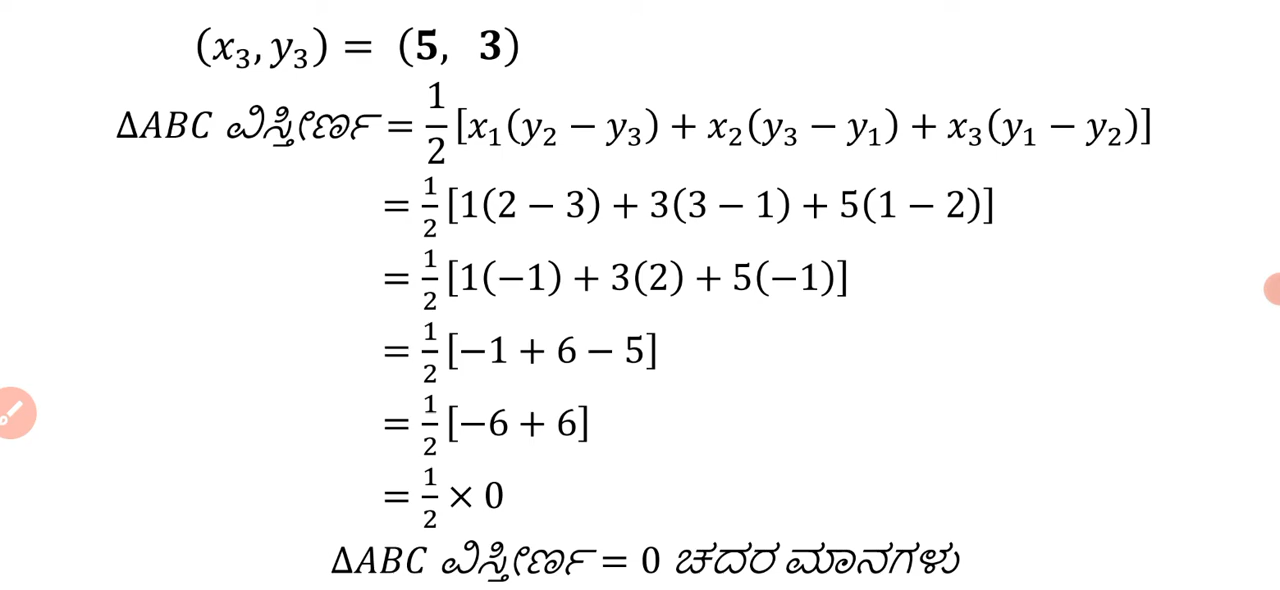 (x₃, y₃) = (5, 3)
∆ABC ವಿಸ್ತೀರ್ಣ = 1/2 [x₁(y₂ − y₃) + x₂(y₃ − y₁) + x₃(y₁ − y₂)]
= 1/2 [1(2 − 3) + 3(3 − 1) + 5(1 − 2)]
= 1/2 [1(−1) + 3(2) + 5(−1)]
= 1/2 [−1 + 6 − 5]
= 1/2 [−6 + 6]
= 1/2 × 0
∆ABC ವಿಸ್ತೀರ್ಣ = 0 ಚದರ ಮಾನಗಳು